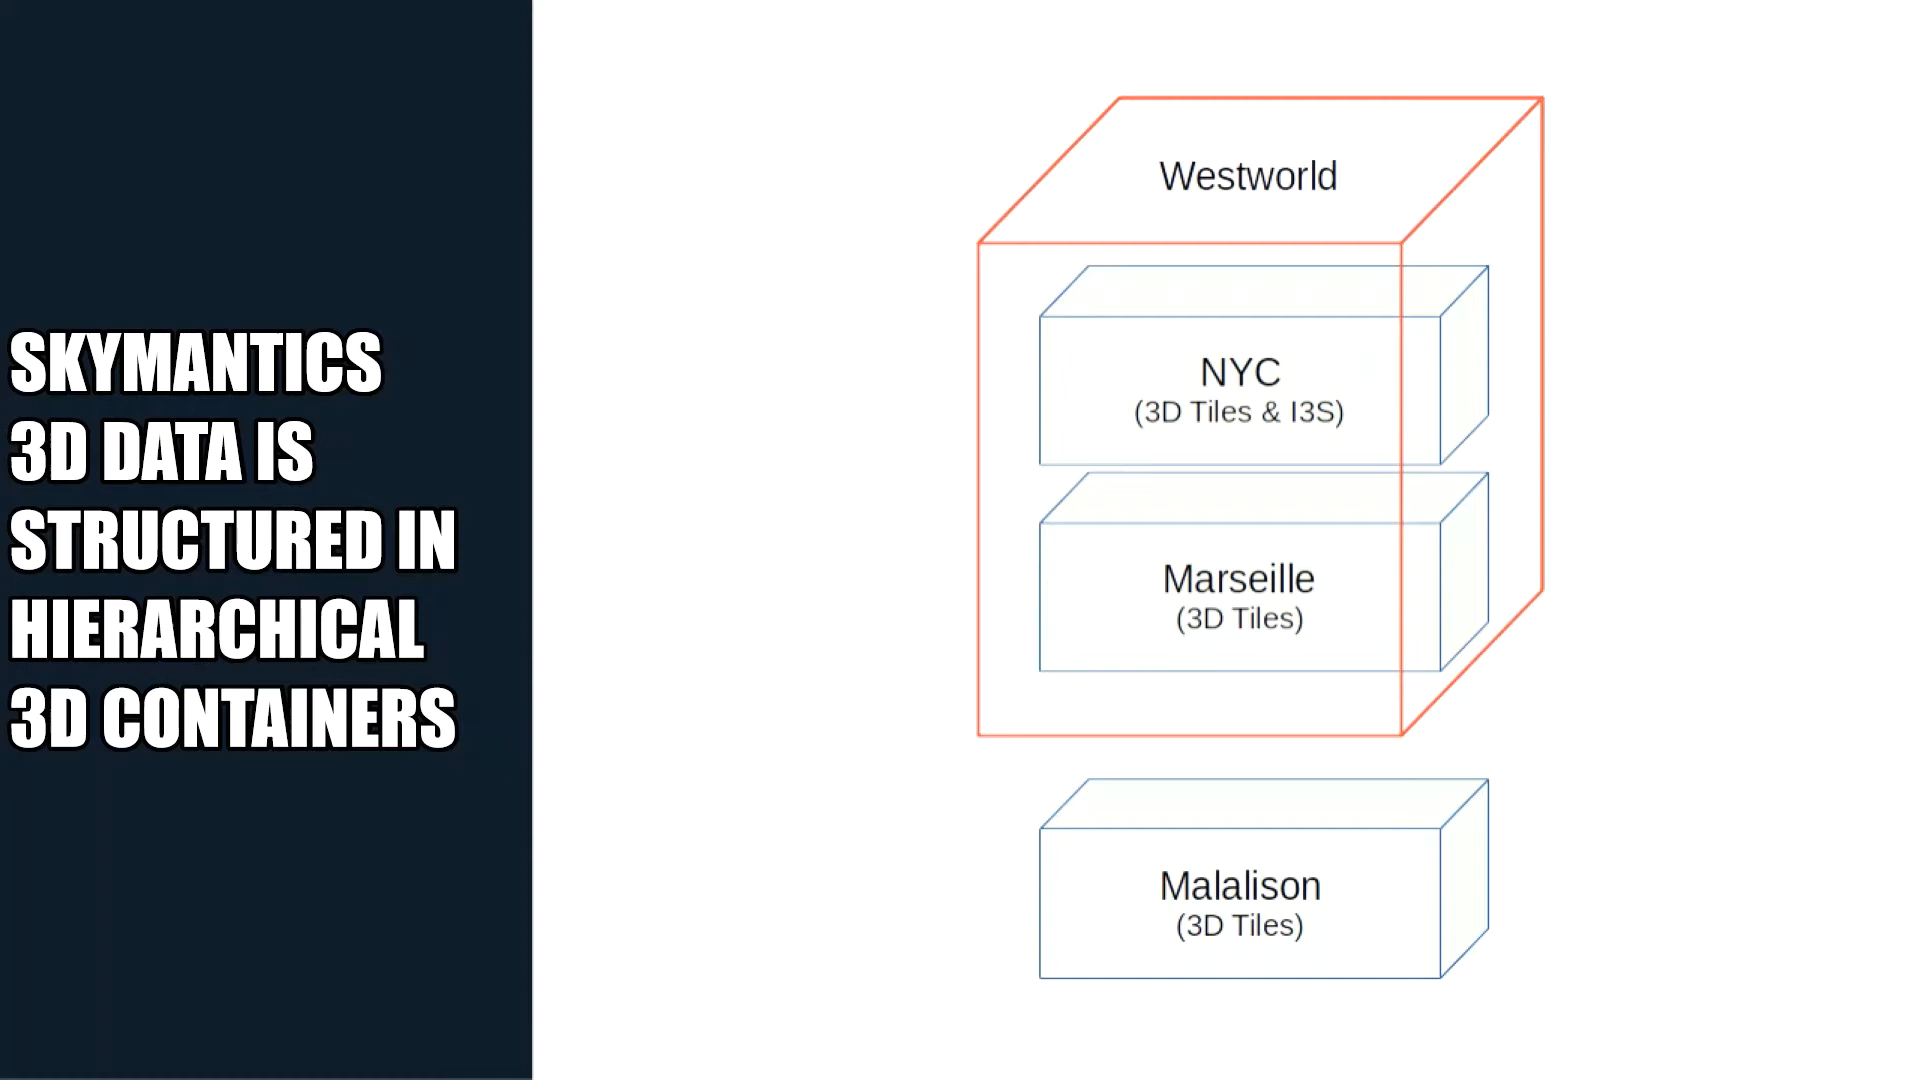 SKYMANTICS
3D DATA IS
STRUCTURED IN
HIERARCHICAL
3D CONTAINERS
Westworld
NYC
(3D Tiles & I3S)
Marseille
(3D Tiles)
Malalison
(3D Tiles)